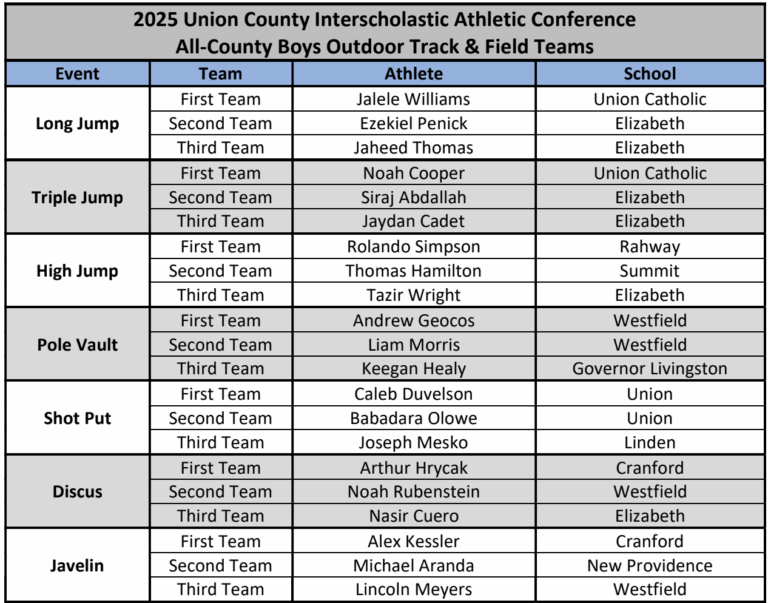 2025 Union County Interscholastic Athletic Conference
All-County Boys Outdoor Track & Field Teams
Event Team Athlete School
Long Jump
First Team Jalele Williams Union Catholic
Second Team Ezekiel Penick Elizabeth
Third Team Jaheed Thomas Elizabeth
Triple Jump
First Team Noah Cooper Union Catholic
Second Team Siraj Abdallah Elizabeth
Third Team Jaydan Cadet Elizabeth
High Jump
First Team Rolando Simpson Rahway
Second Team Thomas Hamilton Summit
Third Team Tazir Wright Elizabeth
Pole Vault
First Team Andrew Geocos Westfield
Second Team Liam Morris Westfield
Third Team Keegan Healy Governor Livingston
Shot Put
First Team Caleb Duvelson Union
Second Team Babadara Olowe Union
Third Team Joseph Mesko Linden
Discus
First Team Arthur Hrycak Cranford
Second Team Noah Rubenstein Westfield
Third Team Nasir Cuero Elizabeth
Javelin
First Team Alex Kessler Cranford
Second Team Michael Aranda New Providence
Third Team Lincoln Meyers Westfield